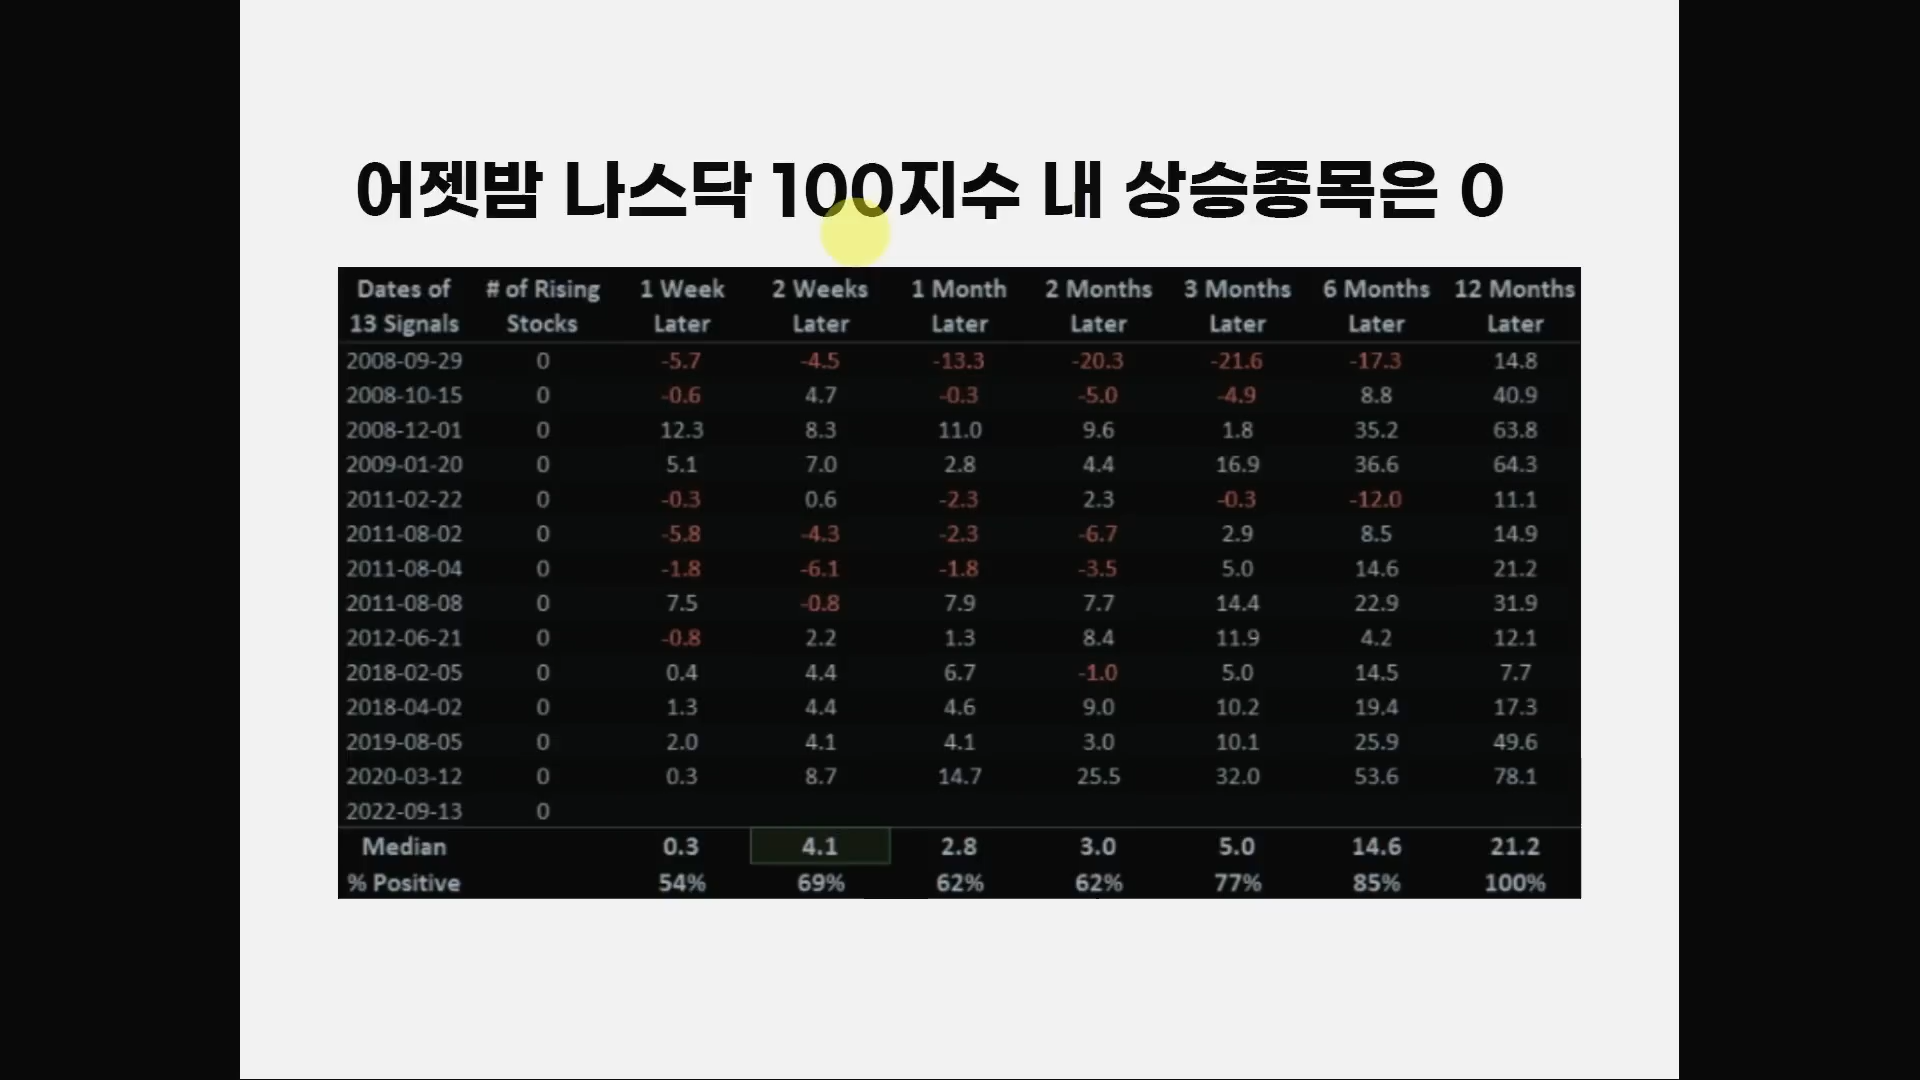 어젯밤 나스닥 100지수 내 상승종목은 0
Dates of 13 Signals # of Rising Stocks 1 Week Later 2 Weeks Later 1 Month Later 2 Months Later 3 Months Later 6 Months Later 12 Months Later
2008-09-29 0 -5.7 -4.5 -13.3 -20.3 -21.6 -17.3 14.8
2008-10-15 0 -0.6 4.7 -0.3 -5.0 -4.9 8.8 40.9
2008-12-01 0 12.3 8.3 11.0 9.6 1.8 35.2 63.8
2009-01-20 0 5.1 7.0 2.8 4.4 16.9 36.6 64.3
2011-02-22 0 -0.3 0.6 -2.3 2.3 -0.3 -12.0 11.1
2011-08-02 0 -5.8 -4.3 -2.3 -6.7 2.9 8.5 14.9
2011-08-04 0 -1.8 -6.1 -1.8 -3.5 5.0 14.6 21.2
2011-08-08 0 7.5 -0.8 7.9 7.7 14.4 22.9 31.9
2012-06-21 0 -0.8 2.2 1.3 8.4 11.9 4.2 12.1
2018-02-05 0 0.4 4.4 6.7 -1.0 5.0 14.5 7.7
2018-04-02 0 1.3 4.4 4.6 9.0 10.2 19.4 17.3
2019-08-05 0 2.0 4.1 4.1 3.0 10.1 25.9 49.6
2020-03-12 0 0.3 8.7 14.7 25.5 32.0 53.6 78.1
2022-09-13 0
Median 0.3 4.1 2.8 3.0 5.0 14.6 21.2
% Positive 54% 69% 62% 62% 77% 85% 100%